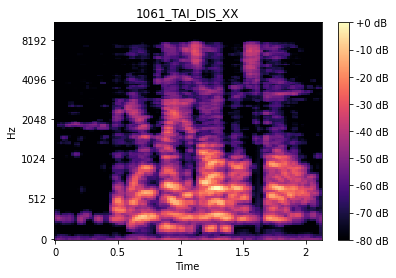 1061_TAI_DIS_XX
Hz
8192
4096
2048
1024
512
0
0
0.5
1
1.5
2
Time
+0 dB
-10 dB
-20 dB
-30 dB
-40 dB
-50 dB
-60 dB
-70 dB
-80 dB